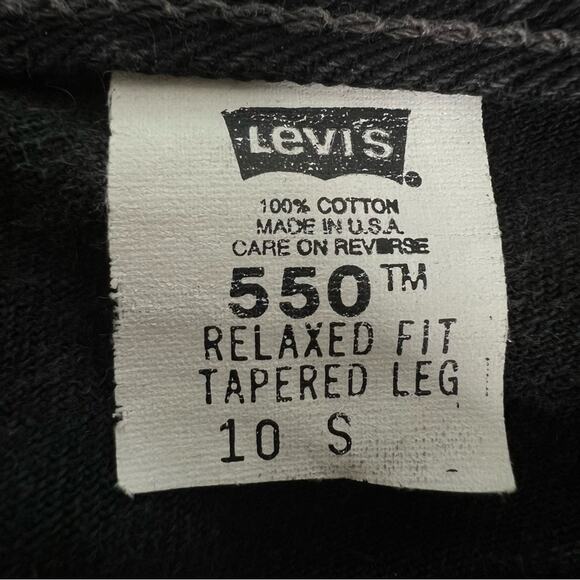 Levi's
100% COTTON
MADE IN U.S.A.
CARE ON REVERSE
550™
RELAXED FIT
TAPERED LEG
10 S